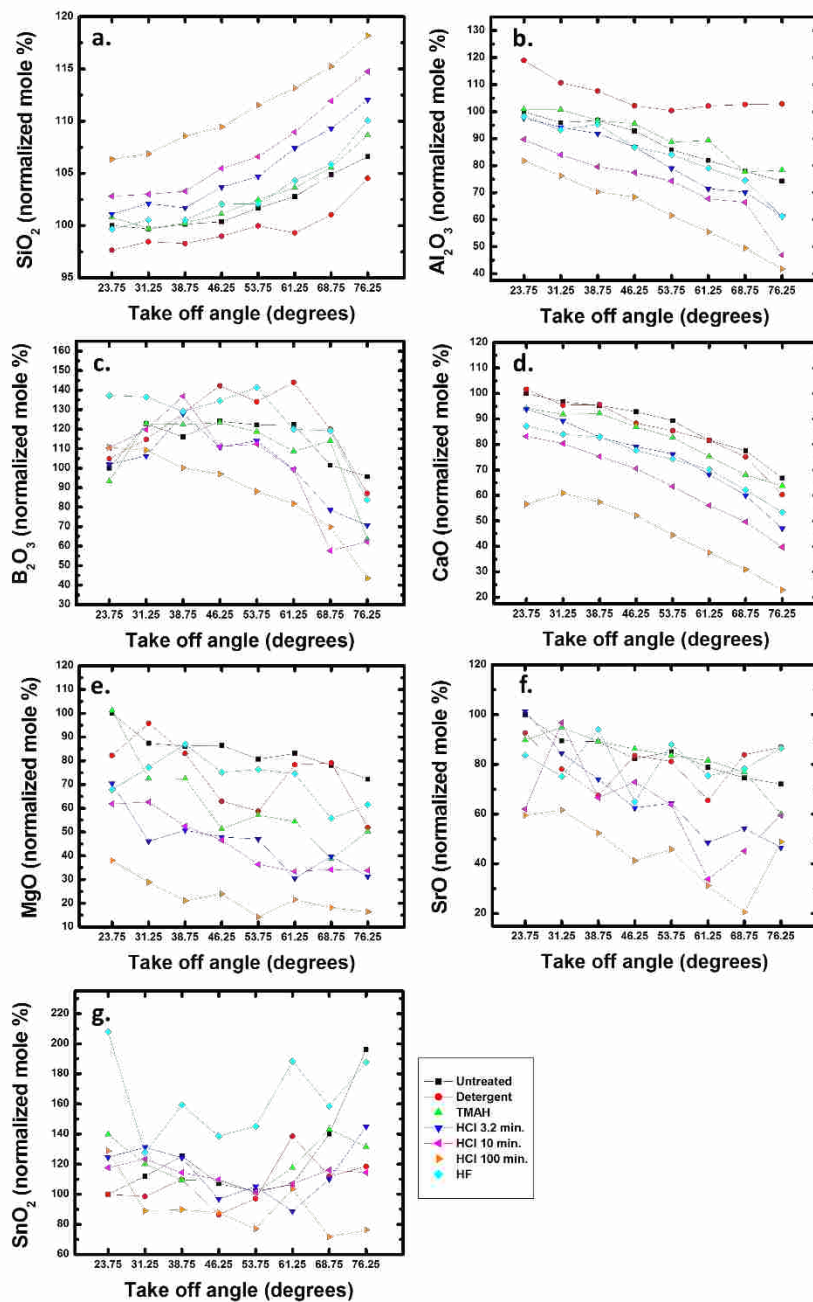 a.
SiO2 (normalized mole %)
120
115
110
105
100
95
23.75 31.25 38.75 46.25 53.75 61.25 68.75 76.25
Take off angle (degrees)
b.
Al2O3 (normalized mole %)
130
120
110
100
90
80
70
60
50
40
23.75 31.25 38.75 46.25 53.75 61.25 68.75 76.25
Take off angle (degrees)
c.
B2O3 (normalized mole %)
160
150
140
130
120
110
100
90
80
70
60
50
40
30
23.75 31.25 38.75 46.25 53.75 61.25 68.75 76.25
Take off angle (degrees)
d.
CaO (normalized mole %)
120
110
100
90
80
70
60
50
40
30
20
23.75 31.25 38.75 46.25 53.75 61.25 68.75 76.25
Take off angle (degrees)
e.
MgO (normalized mole %)
120
110
100
90
80
70
60
50
40
30
20
10
23.75 31.25 38.75 46.25 53.75 61.25 68.75 76.25
Take off angle (degrees)
f.
SrO (normalized mole %)
120
100
80
60
40
20
23.75 31.25 38.75 46.25 53.75 61.25 68.75 76.25
Take off angle (degrees)
g.
SnO2 (normalized mole %)
220
200
180
160
140
120
100
80
60
23.75 31.25 38.75 46.25 53.75 61.25 68.75 76.25
Take off angle (degrees)
Untreated
Detergent
TMAH
HCl 3.2 min.
HCl 10 min.
HCl 100 min.
HF